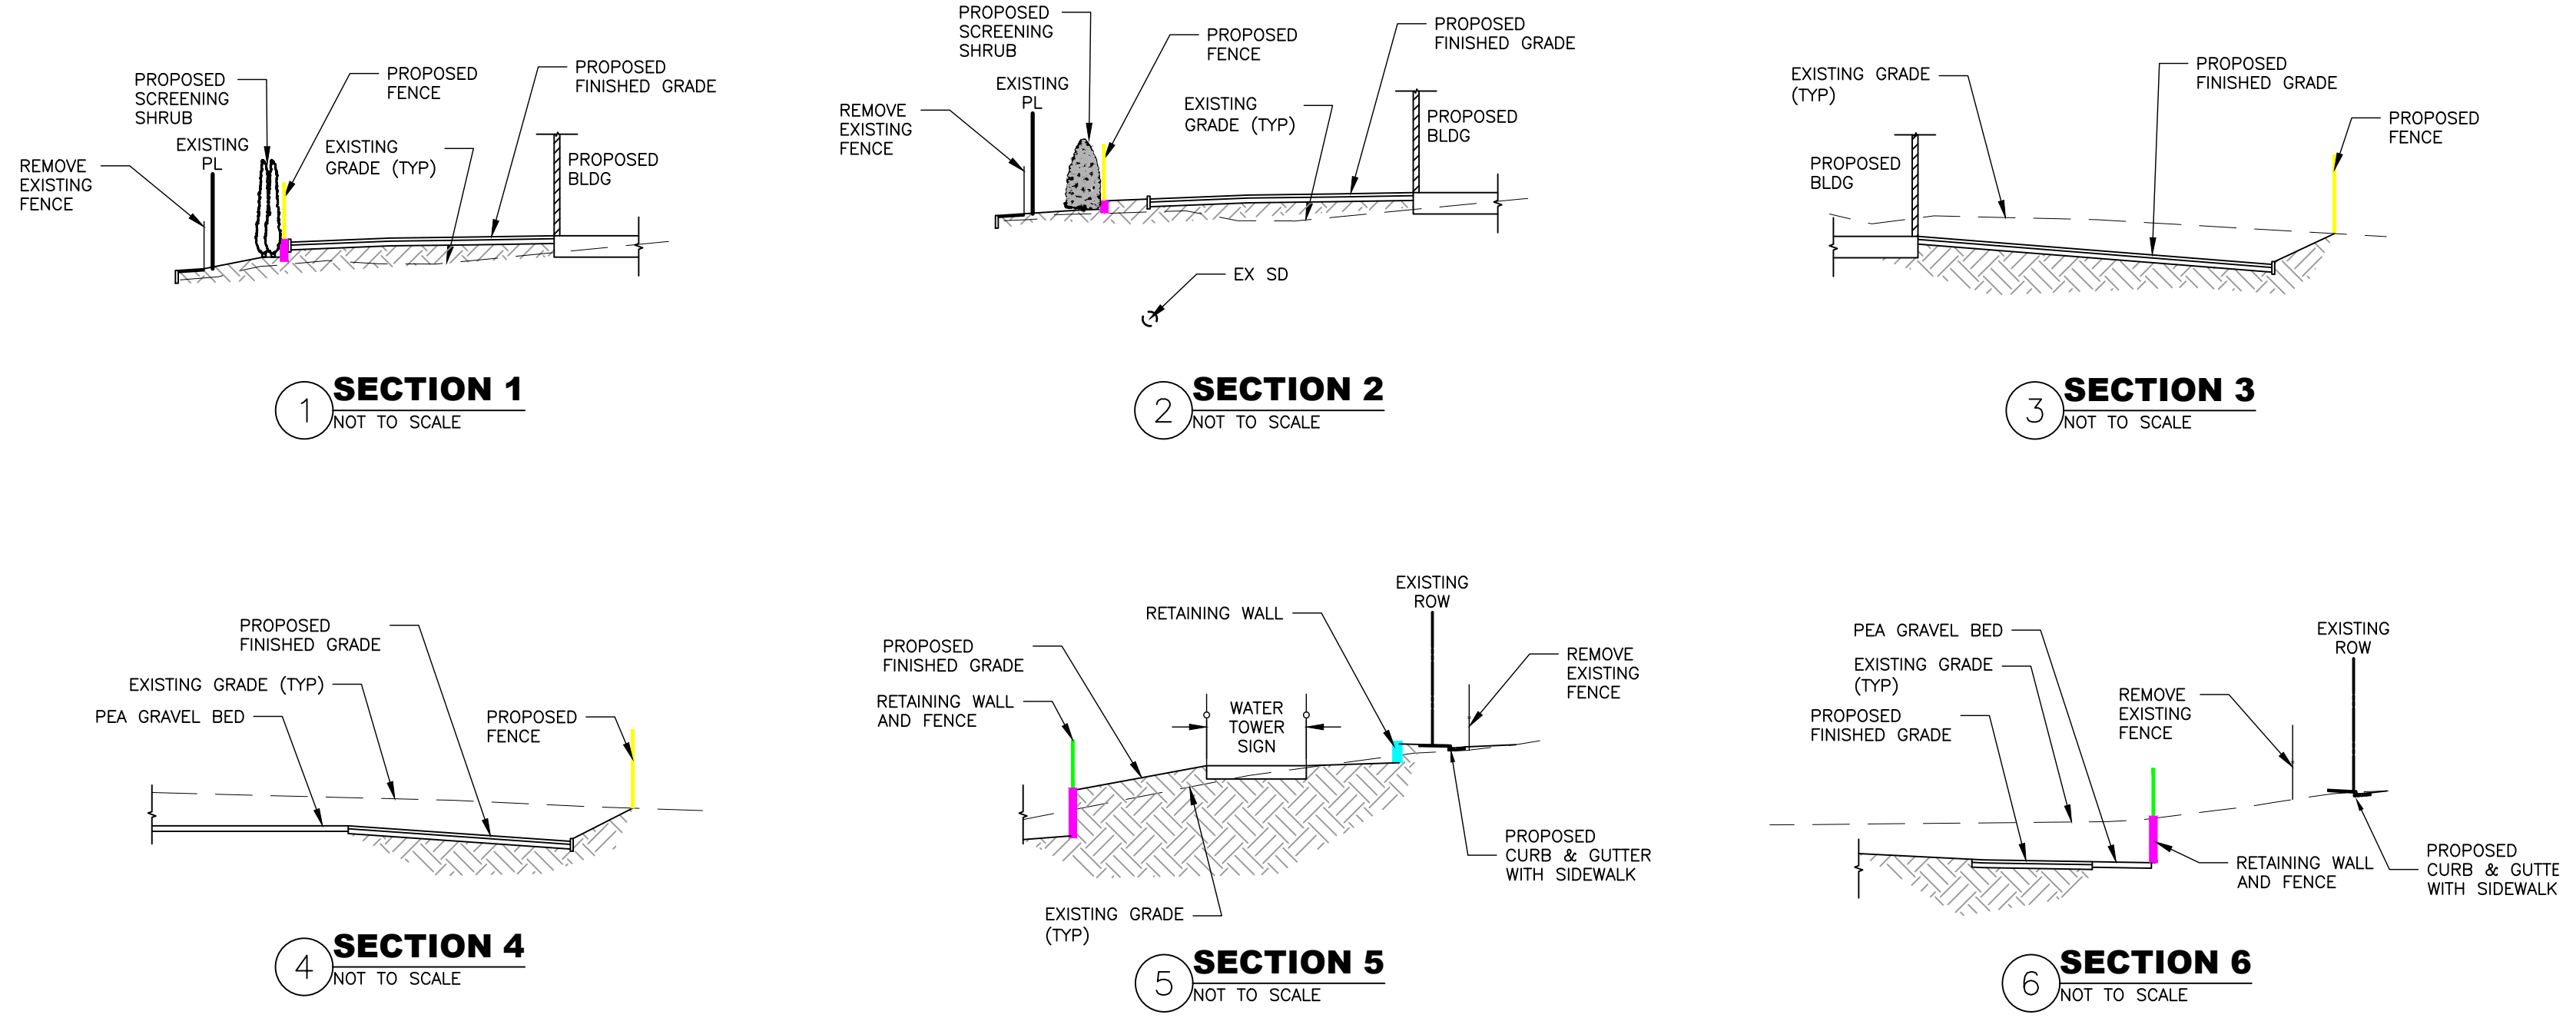 PROPOSED
SCREENING
SHRUB
EXISTING
PL
REMOVE
EXISTING
FENCE
PROPOSED
FENCE
EXISTING
GRADE (TYP)
PROPOSED
FINISHED GRADE
PROPOSED
BLDG
1
SECTION 1
NOT TO SCALE
PROPOSED
SCREENING
SHRUB
EXISTING
PL
REMOVE
EXISTING
FENCE
PROPOSED
FENCE
EXISTING
GRADE (TYP)
PROPOSED
FINISHED GRADE
PROPOSED
BLDG
EX SD
2
SECTION 2
NOT TO SCALE
EXISTING GRADE
(TYP)
PROPOSED
FINISHED GRADE
PROPOSED
FENCE
PROPOSED
BLDG
3
SECTION 3
NOT TO SCALE
PROPOSED
FINISHED GRADE
EXISTING GRADE (TYP)
PEA GRAVEL BED
PROPOSED
FENCE
4
SECTION 4
NOT TO SCALE
EXISTING
ROW
RETAINING WALL
PROPOSED
FINISHED GRADE
REMOVE
EXISTING
FENCE
RETAINING WALL
AND FENCE
WATER
TOWER
SIGN
PROPOSED
CURB & GUTTER
WITH SIDEWALK
EXISTING GRADE
(TYP)
5
SECTION 5
NOT TO SCALE
PEA GRAVEL BED
EXISTING
ROW
EXISTING GRADE
(TYP)
REMOVE
EXISTING
FENCE
PROPOSED
FINISHED GRADE
RETAINING WALL
AND FENCE
PROPOSED
CURB & GUTTE
WITH SIDEWALK
6
SECTION 6
NOT TO SCALE